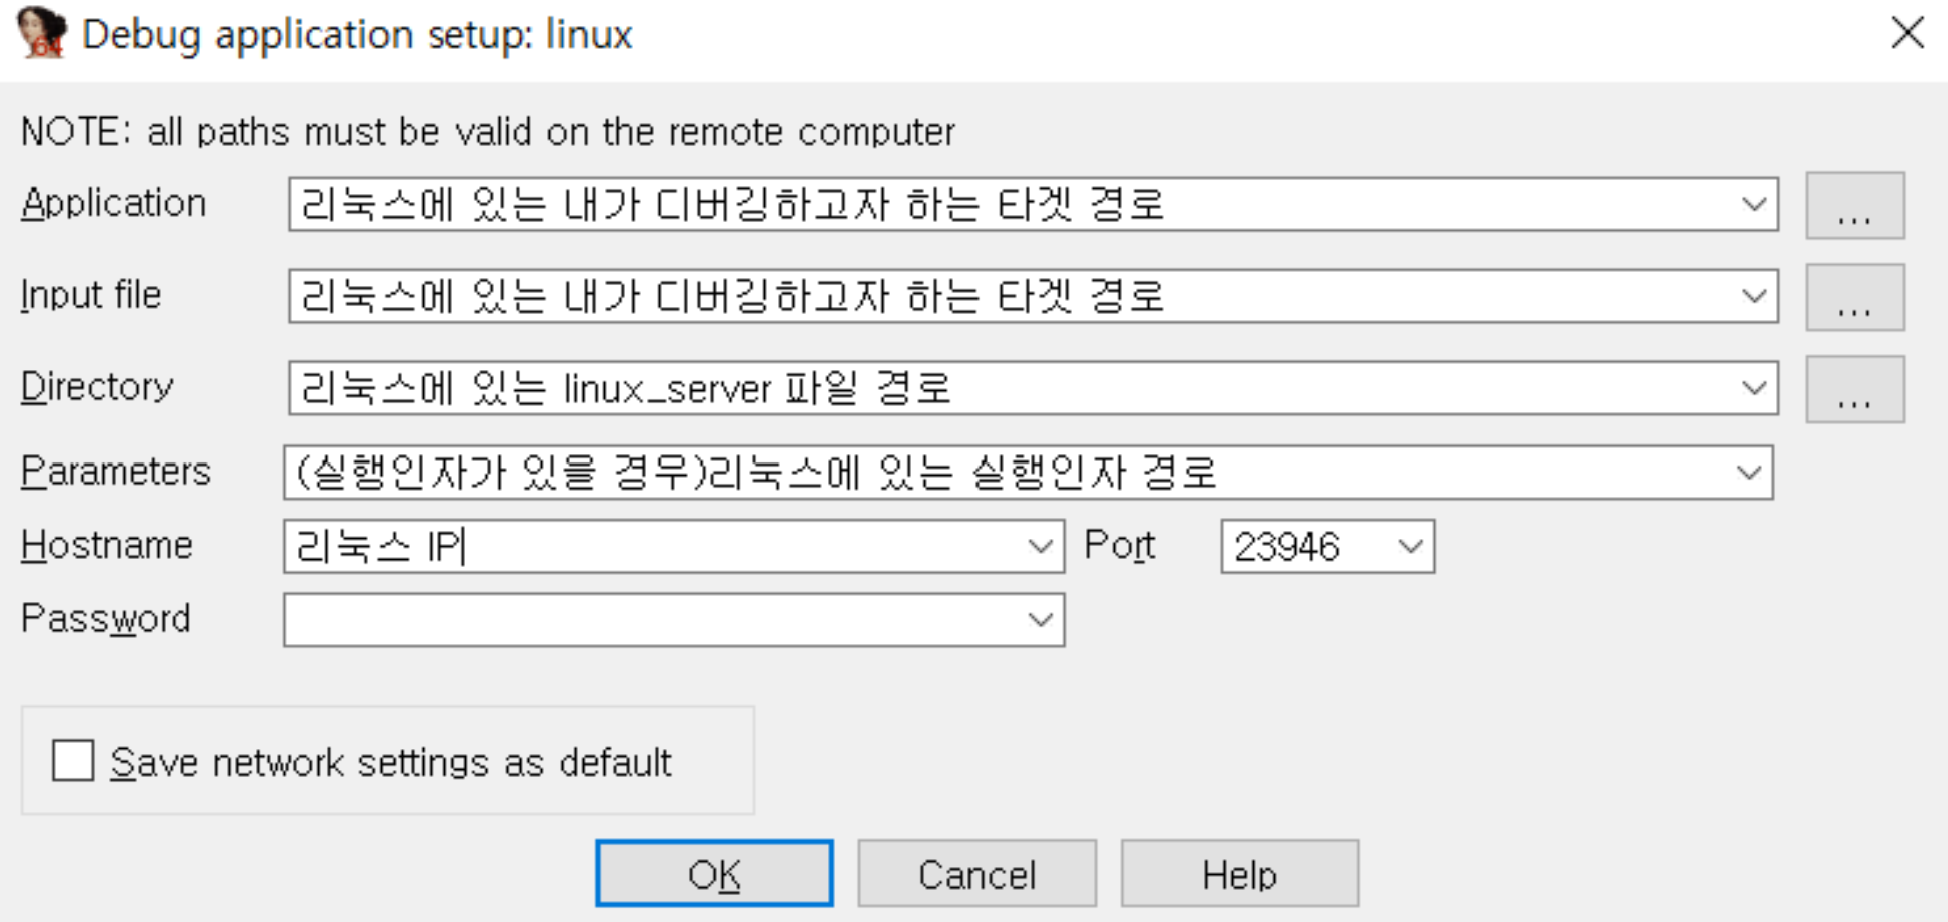 64
Debug application setup: linux
NOTE: all paths must be valid on the remote computer
Application 리눅스에 있는 내가 디버깅하고자 하는 타겟 경로 ...
Input file 리눅스에 있는 내가 디버깅하고자 하는 타겟 경로 ...
Directory 리눅스에 있는 linux_server 파일 경로 ...
Parameters (실행인자가 있을 경우)리눅스에 있는 실행인자 경로
Hostname 리눅스 IP Port 23946
Password
Save network settings as default
OK Cancel Help